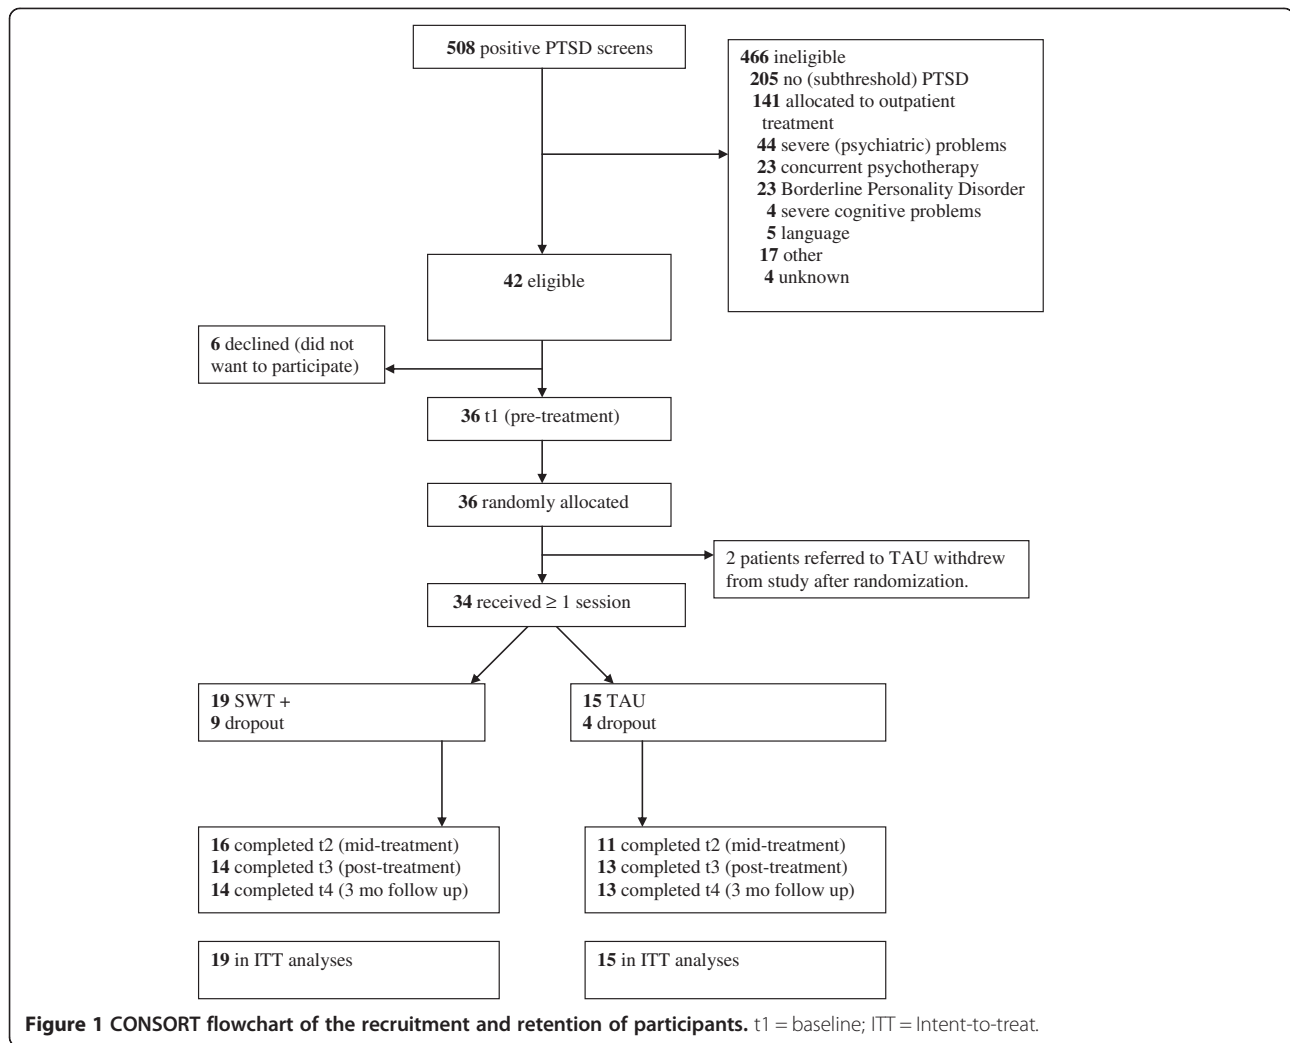 508 positive PTSD screens
466 ineligible
205 no (subthreshold) PTSD
141 allocated to outpatient
treatment
44 severe (psychiatric) problems
23 concurrent psychotherapy
23 Borderline Personality Disorder
4 severe cognitive problems
5 language
17 other
4 unknown
42 eligible
6 declined (did not
want to participate)
36 t1 (pre-treatment)
36 randomly allocated
2 patients referred to TAU withdrew
from study after randomization.
34 received ≥ 1 session
19 SWT +
9 dropout
15 TAU
4 dropout
16 completed t2 (mid-treatment)
14 completed t3 (post-treatment)
14 completed t4 (3 mo follow up)
11 completed t2 (mid-treatment)
13 completed t3 (post-treatment)
13 completed t4 (3 mo follow up)
19 in ITT analyses
15 in ITT analyses
Figure 1 CONSORT flowchart of the recruitment and retention of participants. t1 = baseline; ITT = Intent-to-treat.